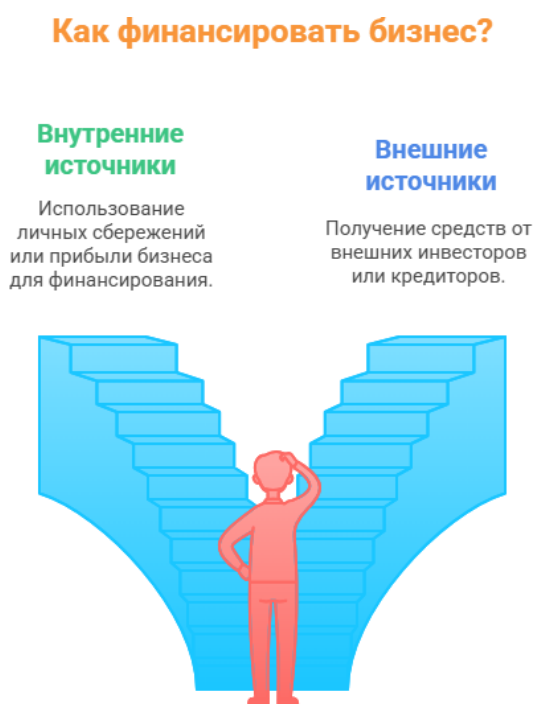 Как финансировать бизнес?
Внутренние
источники
Использование
личных сбережений
или прибыли бизнеса
для финансирования.
Внешние
источники
Получение средств от
внешних инвесторов
или кредиторов.